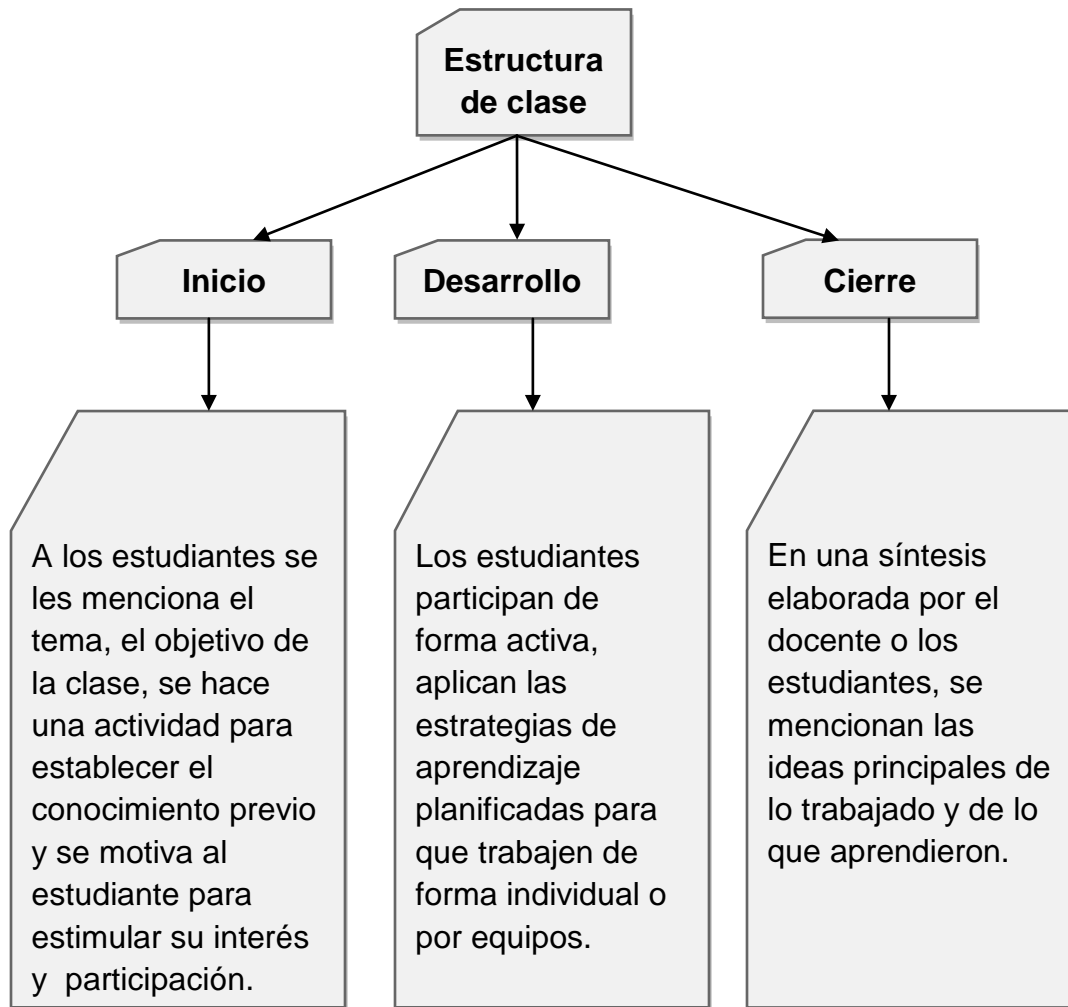 Estructura
de clase
Inicio
Desarrollo
Cierre
A los estudiantes se
les menciona el
tema, el objetivo de
la clase, se hace
una actividad para
establecer el
conocimiento previo
y se motiva al
estudiante para
estimular su interés
y participación.
Los estudiantes
participan de
forma activa,
aplican las
estrategias de
aprendizaje
planificadas para
que trabajen de
forma individual o
por equipos.
En una síntesis
elaborada por el
docente o los
estudiantes, se
mencionan las
ideas principales de
lo trabajado y de lo
que aprendieron.